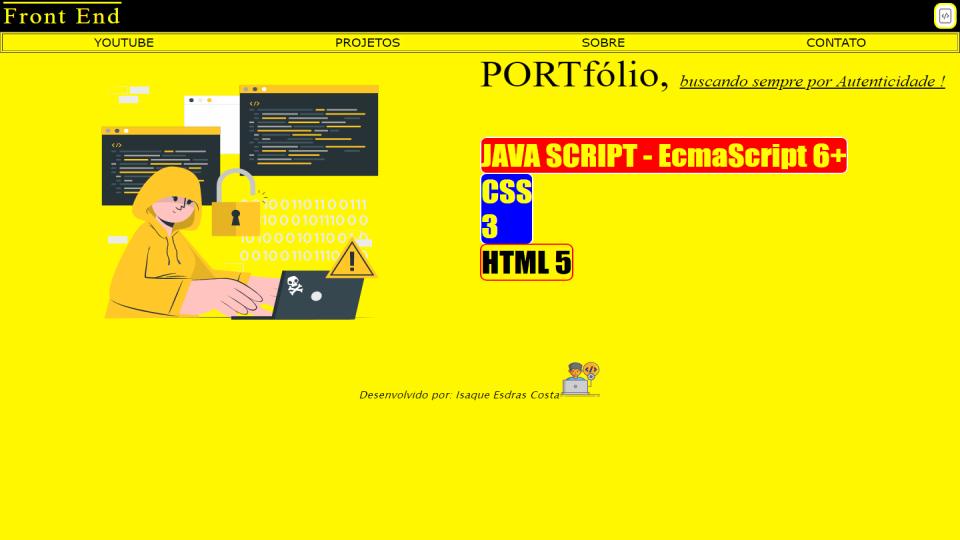 Front End
YOUTUBE PROJETOS SOBRE CONTATO
PORTfólio, buscando sempre por Autenticidade !
JAVA SCRIPT - EcmaScript 6+
CSS
3
HTML 5
Desenvolvido por: Isaque Esdras Costa